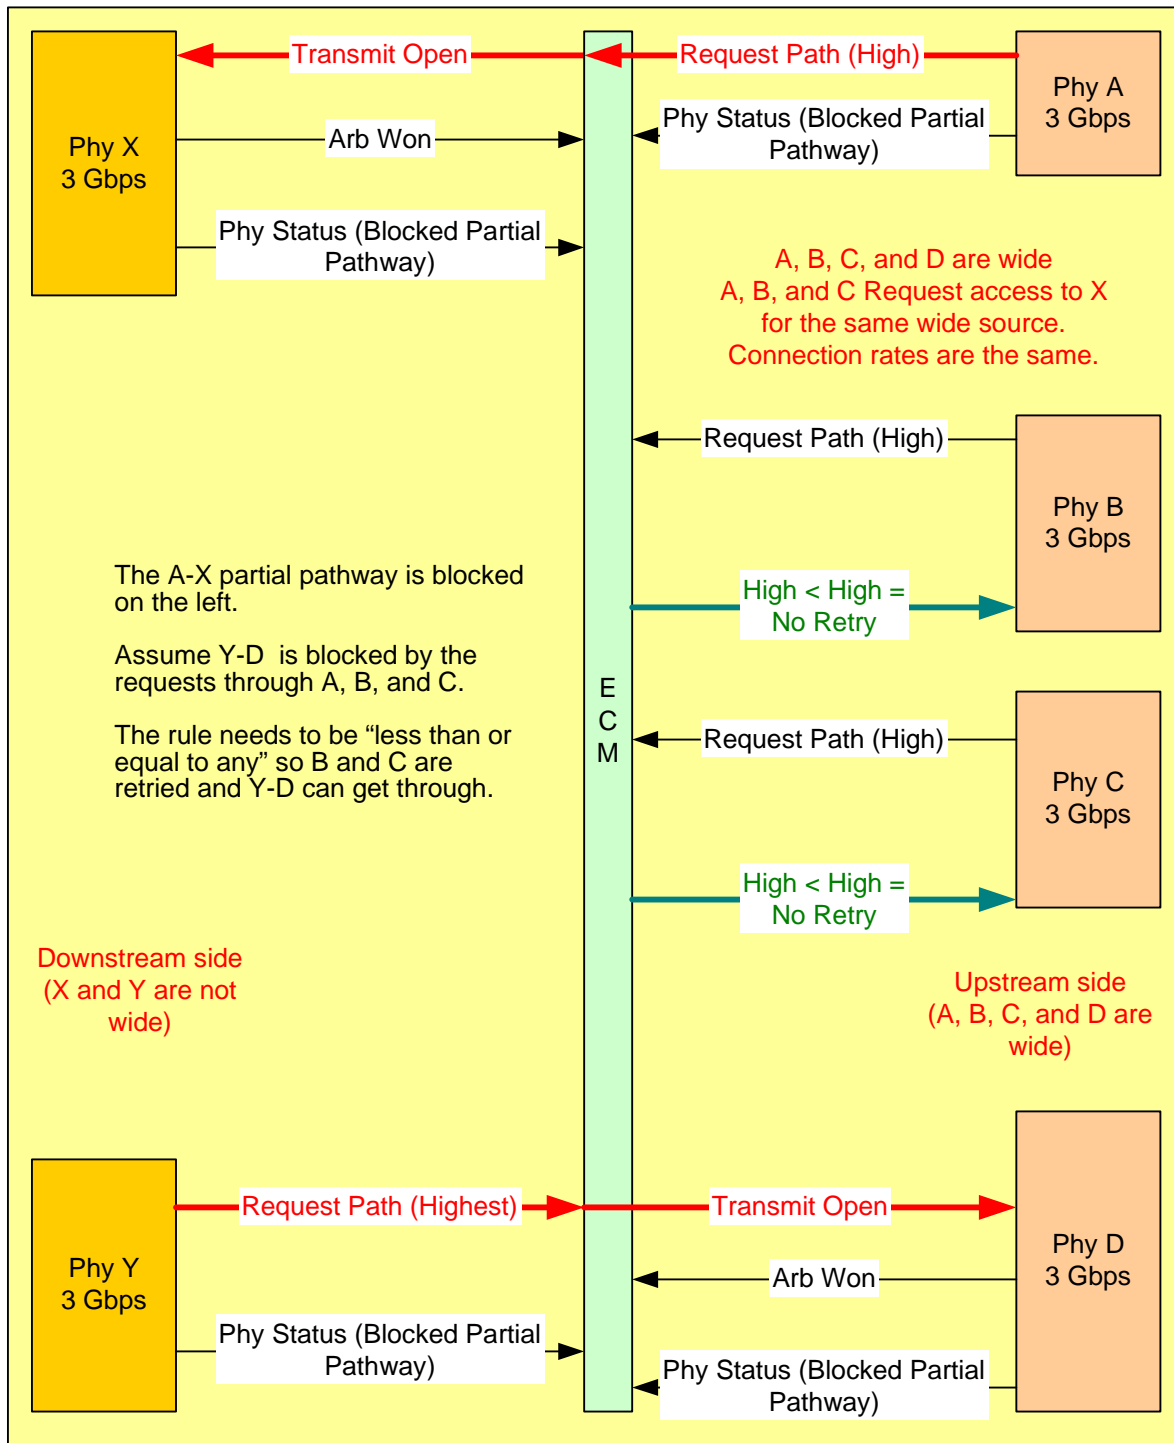 Transmit Open
Request Path (High)
Phy A
3 Gbps
Phy X
3 Gbps
Arb Won
Phy Status (Blocked Partial
Pathway)
Phy Status (Blocked Partial
Pathway)
A, B, C, and D are wide
A, B, and C Request access to X
for the same wide source.
Connection rates are the same.
Request Path (High)
Phy B
3 Gbps
High < High =
No Retry
The A-X partial pathway is blocked
on the left.
Assume Y-D is blocked by the
requests through A, B, and C.
The rule needs to be “less than or
equal to any” so B and C are
retried and Y-D can get through.
E
C
M
Request Path (High)
Phy C
3 Gbps
High < High =
No Retry
Downstream side
(X and Y are not
wide)
Upstream side
(A, B, C, and D are
wide)
Request Path (Highest)
Transmit Open
Phy Y
3 Gbps
Phy D
3 Gbps
Arb Won
Phy Status (Blocked Partial
Pathway)
Phy Status (Blocked Partial
Pathway)